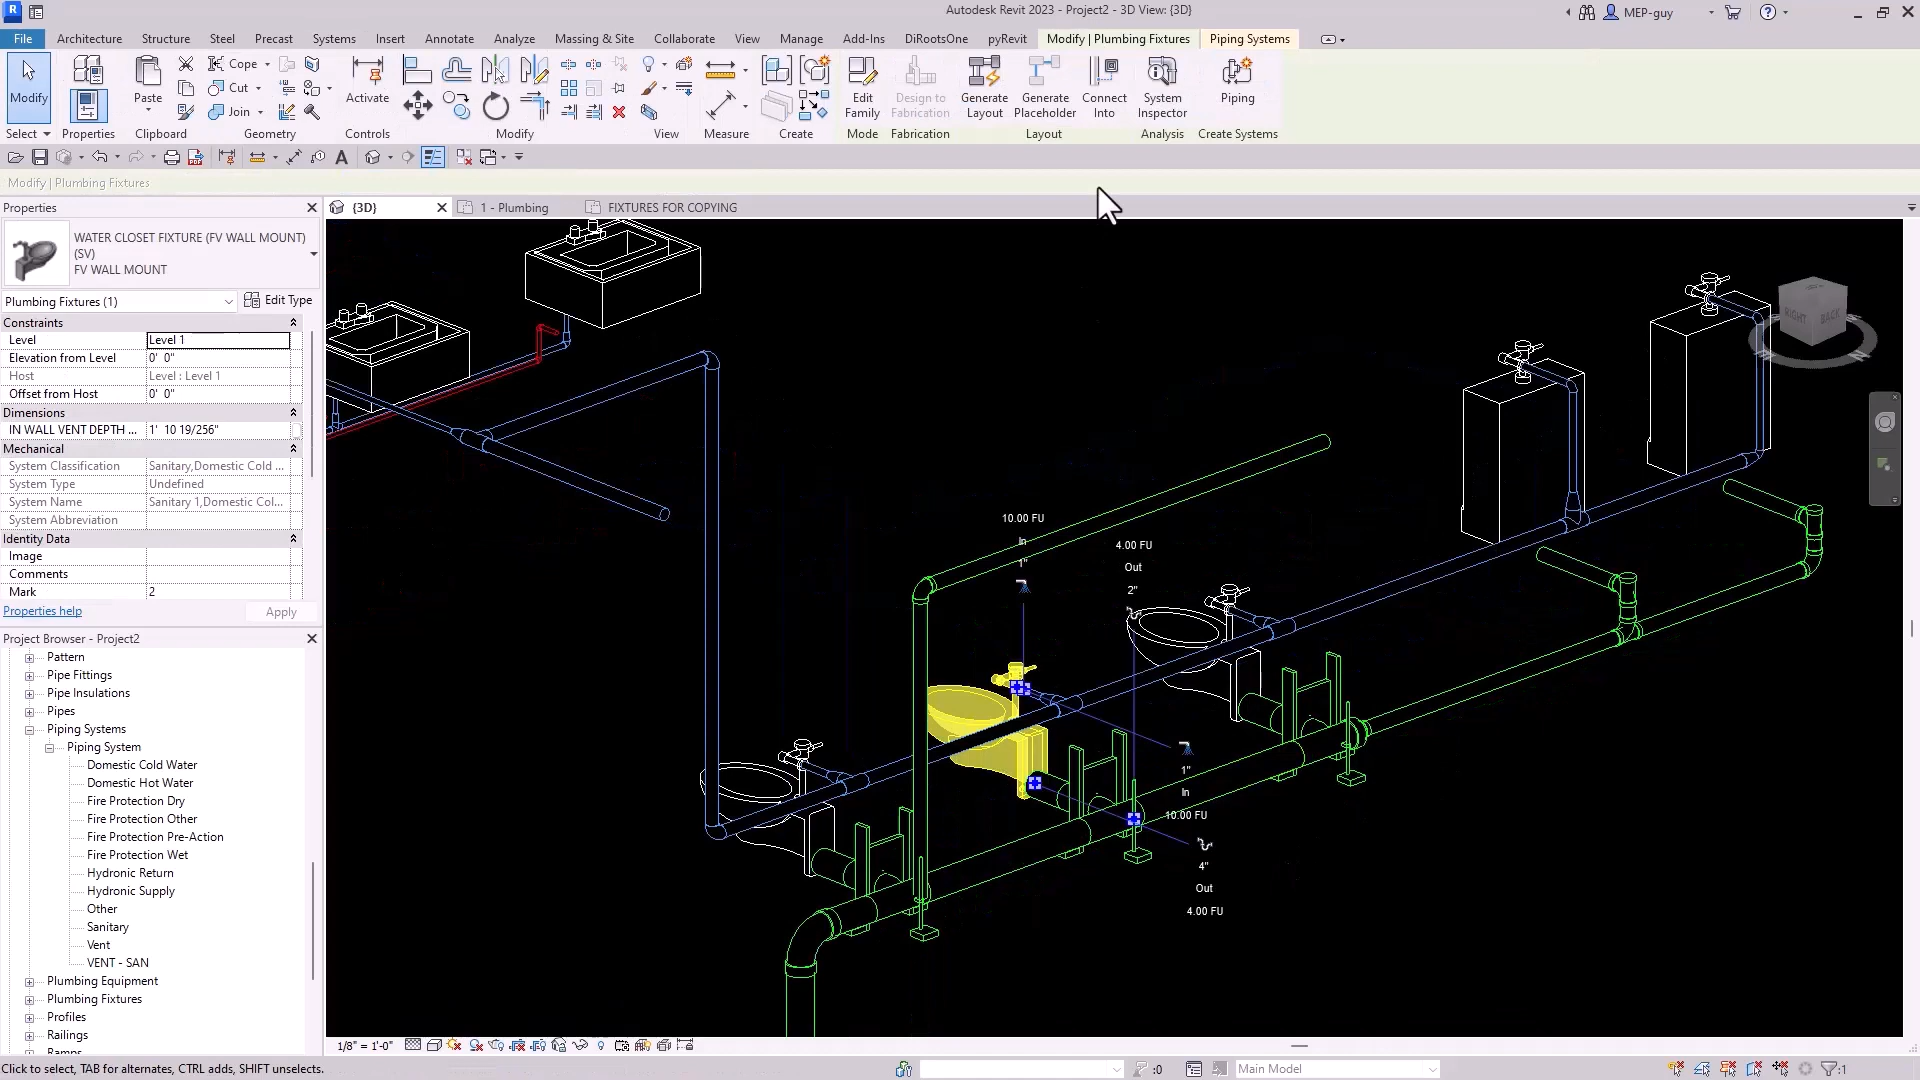 Autodesk Revit 2023 - Project2 - 3D View: {3D}
MEP-guy
File Architecture Structure Steel Precast Systems Insert Annotate Analyze Massing & Site Collaborate View Manage Add-Ins DiRootsOne pyRevit Modify | Plumbing Fixtures Piping Systems
Modify
Paste
Cope
Cut
Join
Activate
Edit Family
Design to Fabrication
Generate Layout
Generate Placeholder
Connect Into
System Inspector
Piping
Select Properties Clipboard Geometry Controls Modify View Measure Create Mode Fabrication Layout Analysis Create Systems
Modify | Plumbing Fixtures
Properties
{3D}
1 - Plumbing
FIXTURES FOR COPYING
WATER CLOSET FIXTURE (FV WALL MOUNT)
(SV)
FV WALL MOUNT
Plumbing Fixtures (1)
Edit Type
Constraints
Level Level 1
Elevation from Level 0' 0"
Host Level : Level 1
Offset from Host 0' 0"
Dimensions
IN WALL VENT DEPTH ... 1' 10 19/256"
Mechanical
System Classification Sanitary,Domestic Cold ...
System Type Undefined
System Name Sanitary 1,Domestic Col...
System Abbreviation
Identity Data
Image
Comments
Mark 2
Properties help
Apply
Project Browser - Project2
Pattern
Pipe Fittings
Pipe Insulations
Pipes
Piping Systems
Piping System
Domestic Cold Water
Domestic Hot Water
Fire Protection Dry
Fire Protection Other
Fire Protection Pre-Action
Fire Protection Wet
Hydronic Return
Hydronic Supply
Other
Sanitary
Vent
VENT - SAN
Plumbing Equipment
Plumbing Fixtures
Profiles
Railings
Ramps
RIGHT
BACK
10.00 FU
In
1"
4.00 FU
Out
2"
1"
In
10.00 FU
4"
Out
4.00 FU
1/8" = 1'-0"
Click to select, TAB for alternates, CTRL adds, SHIFT unselects.
:0
Main Model
:1